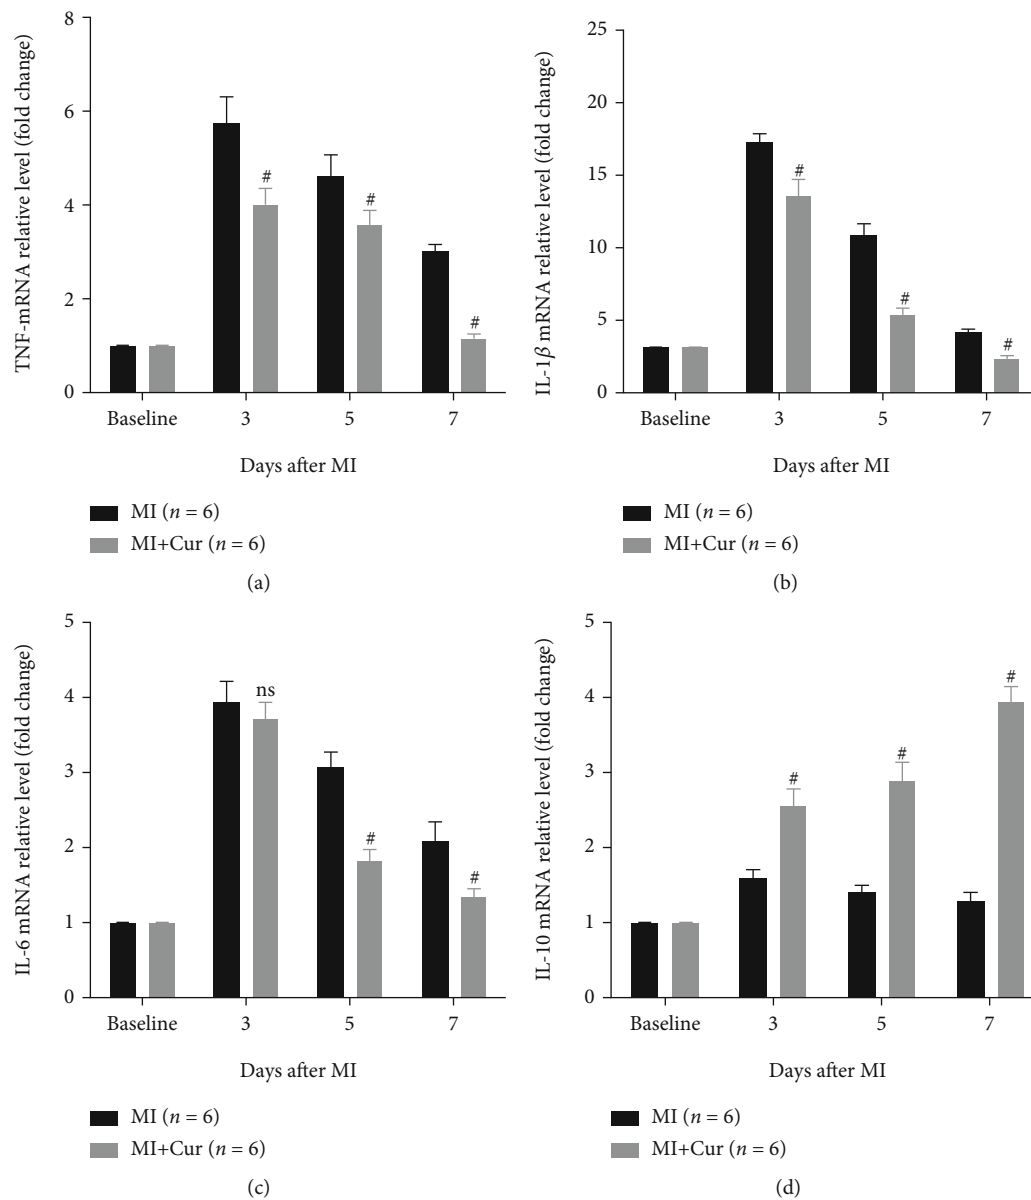 TNF-mRNA relative level (fold change)
8
6
4
2
0
#
#
#
Baseline
3
5
7
Days after MI
MI (n = 6)
MI+Cur (n = 6)
(a)
IL-1β mRNA relative level (fold change)
25
20
15
10
5
0
#
#
#
Baseline
3
5
7
Days after MI
MI (n = 6)
MI+Cur (n = 6)
(b)
IL-6 mRNA relative level (fold change)
5
4
3
2
1
0
ns
#
#
Baseline
3
5
7
Days after MI
MI (n = 6)
MI+Cur (n = 6)
(c)
IL-10 mRNA relative level (fold change)
5
4
3
2
1
0
#
#
#
Baseline
3
5
7
Days after MI
MI (n = 6)
MI+Cur (n = 6)
(d)